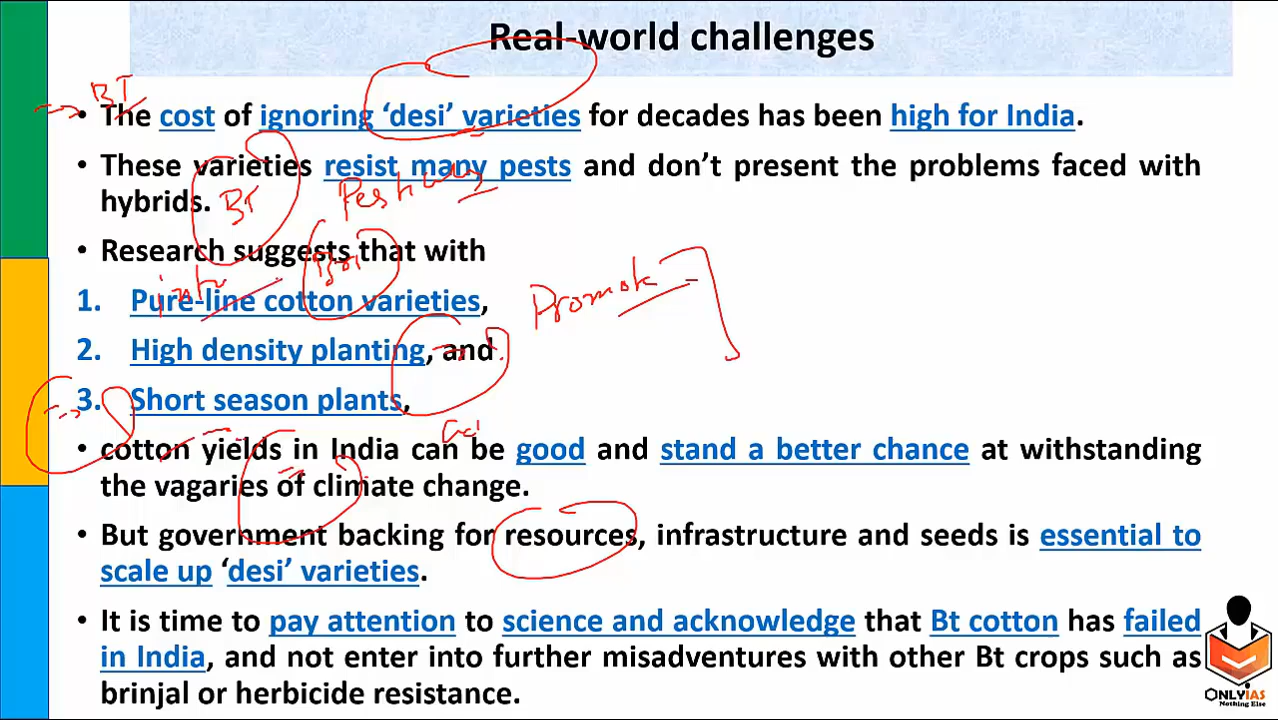 Real-world challenges
BT
• The cost of ignoring ‘desi’ varieties for decades has been high for India.
• These varieties resist many pests and don’t present the problems faced with
hybrids.
BT
• Research suggests that with
1. Pure-line cotton varieties,
Promote
2. High density planting, and
3. Short season plants,
• cotton yields in India can be good and stand a better chance at withstanding
the vagaries of climate change.
• But government backing for resources, infrastructure and seeds is essential to
scale up ‘desi’ varieties.
• It is time to pay attention to science and acknowledge that Bt cotton has failed
in India, and not enter into further misadventures with other Bt crops such as
brinjal or herbicide resistance.
ONLYIAS
Nothing Else